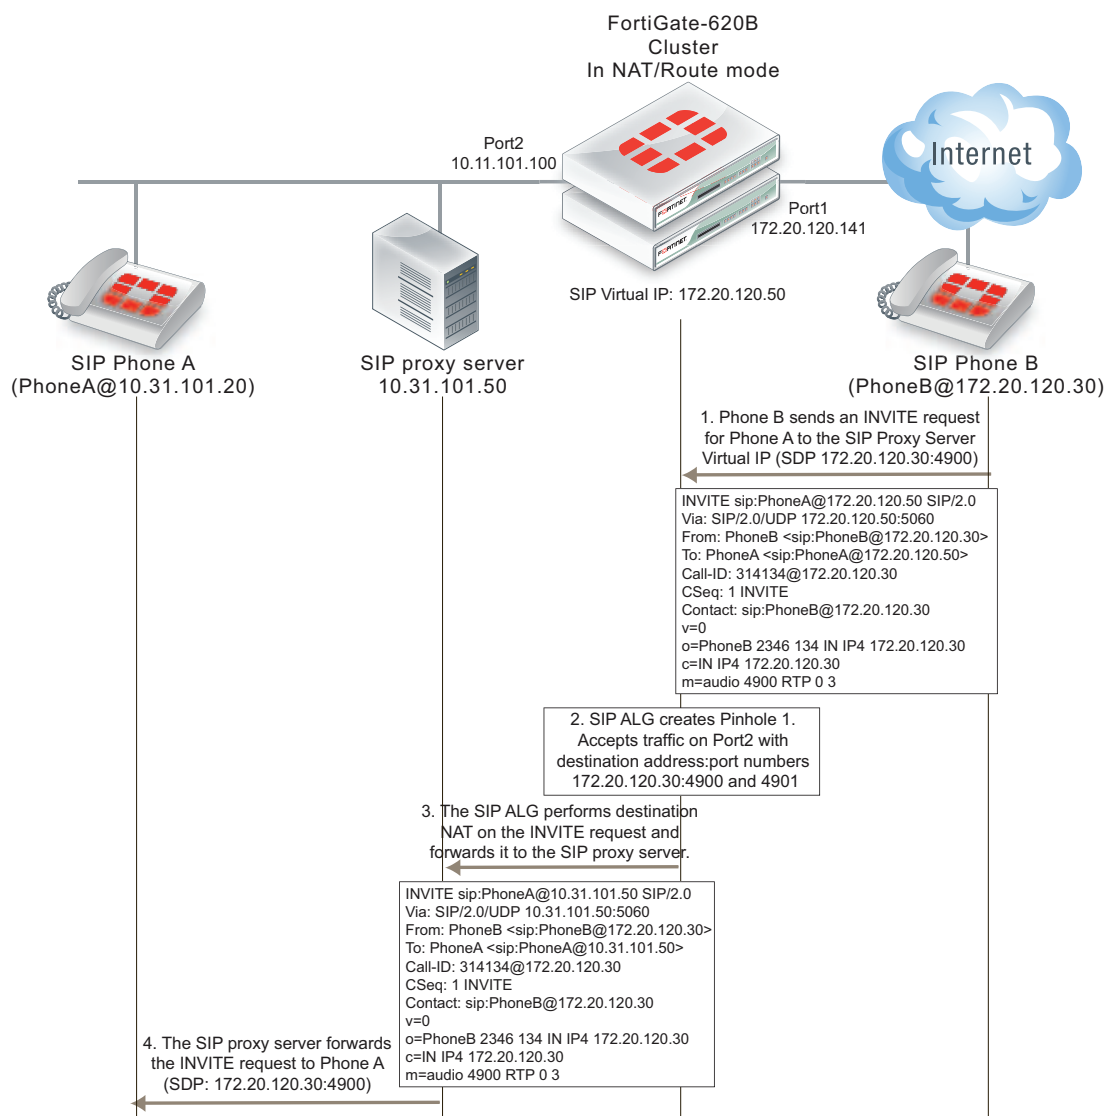 FortiGate-620B
Cluster
In NAT/Route mode
Port2
10.11.101.100
Internet
FORTINET
FORTINET
Port1
172.20.120.141
SIP Virtual IP: 172.20.120.50
SIP Phone A
(PhoneA@10.31.101.20)
SIP proxy server
10.31.101.50
SIP Phone B
(PhoneB@172.20.120.30)
1. Phone B sends an INVITE request
for Phone A to the SIP Proxy Server
Virtual IP (SDP 172.20.120.30:4900)
INVITE sip:PhoneA@172.20.120.50 SIP/2.0
Via: SIP/2.0/UDP 172.20.120.50:5060
From: PhoneB <sip:PhoneB@172.20.120.30>
To: PhoneA <sip:PhoneA@172.20.120.50>
Call-ID: 314134@172.20.120.30
CSeq: 1 INVITE
Contact: sip:PhoneB@172.20.120.30
v=0
o=PhoneB 2346 134 IN IP4 172.20.120.30
c=IN IP4 172.20.120.30
m=audio 4900 RTP 0 3
2. SIP ALG creates Pinhole 1.
Accepts traffic on Port2 with
destination address:port numbers
172.20.120.30:4900 and 4901
3. The SIP ALG performs destination
NAT on the INVITE request and
forwards it to the SIP proxy server.
INVITE sip:PhoneA@10.31.101.50 SIP/2.0
Via: SIP/2.0/UDP 10.31.101.50:5060
From: PhoneB <sip:PhoneB@172.20.120.30>
To: PhoneA <sip:PhoneA@10.31.101.50>
Call-ID: 314134@172.20.120.30
CSeq: 1 INVITE
Contact: sip:PhoneB@172.20.120.30
v=0
o=PhoneB 2346 134 IN IP4 172.20.120.30
c=IN IP4 172.20.120.30
m=audio 4900 RTP 0 3
4. The SIP proxy server forwards
the INVITE request to Phone A
(SDP: 172.20.120.30:4900)